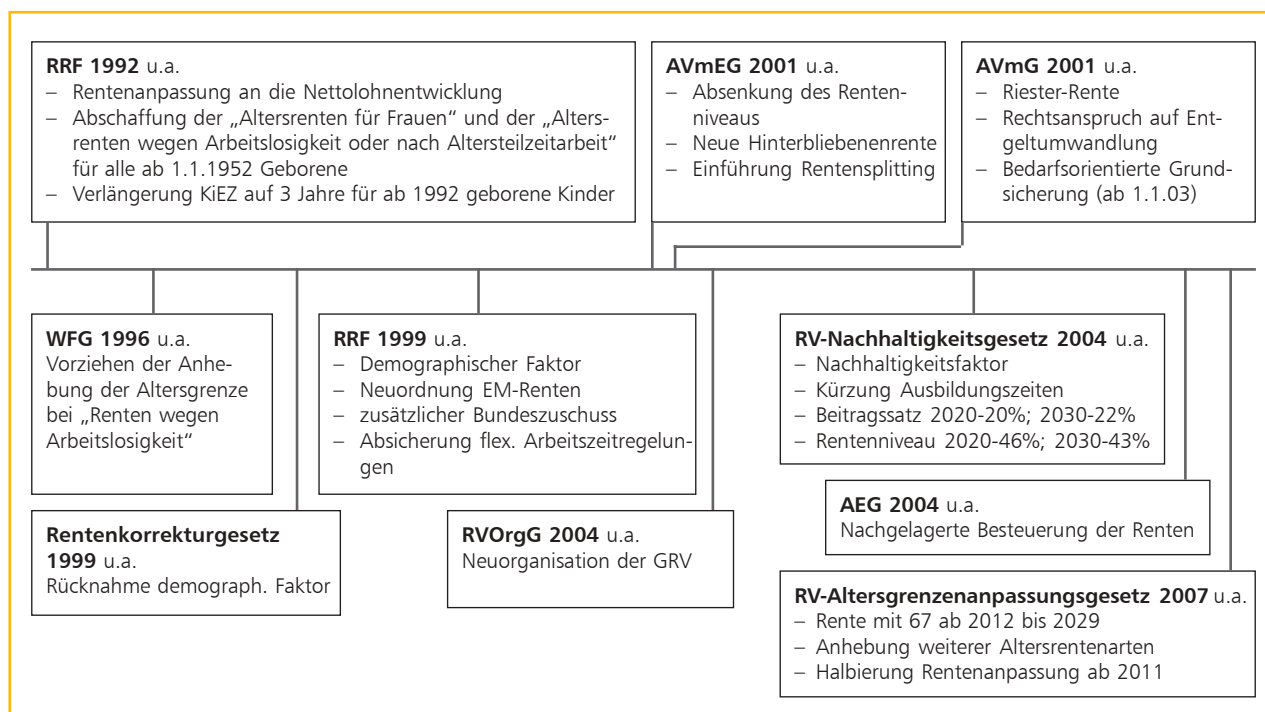 RRF 1992 u.a.
– Rentenanpassung an die Nettolohnentwicklung
– Abschaffung der „Altersrenten für Frauen“ und der „Alters-
renten wegen Arbeitslosigkeit oder nach Altersteilzeitarbeit“
für alle ab 1.1.1952 Geborene
– Verlängerung KiEZ auf 3 Jahre für ab 1992 geborene Kinder
AVmEG 2001 u.a.
– Absenkung des Renten-
niveaus
– Neue Hinterbliebenenrente
– Einführung Rentensplitting
AVmG 2001 u.a.
– Riester-Rente
– Rechtsanspruch auf Ent-
geltumwandlung
– Bedarfsorientierte Grund-
sicherung (ab 1.1.03)
WFG 1996 u.a.
Vorziehen der Anhe-
bung der Altersgrenze
bei „Renten wegen
Arbeitslosigkeit“
RRF 1999 u.a.
– Demographischer Faktor
– Neuordnung EM-Renten
– zusätzlicher Bundeszuschuss
– Absicherung flex. Arbeitszeitregelun-
gen
RV-Nachhaltigkeitsgesetz 2004 u.a.
– Nachhaltigkeitsfaktor
– Kürzung Ausbildungszeiten
– Beitragssatz 2020-20%; 2030-22%
– Rentenniveau 2020-46%; 2030-43%
Rentenkorrekturgesetz
1999 u.a.
Rücknahme demograph. Faktor
RVOrgG 2004 u.a.
Neuorganisation der GRV
AEG 2004 u.a.
Nachgelagerte Besteuerung der Renten
RV-Altersgrenzenanpassungsgesetz 2007 u.a.
– Rente mit 67 ab 2012 bis 2029
– Anhebung weiterer Altersrentenarten
– Halbierung Rentenanpassung ab 2011